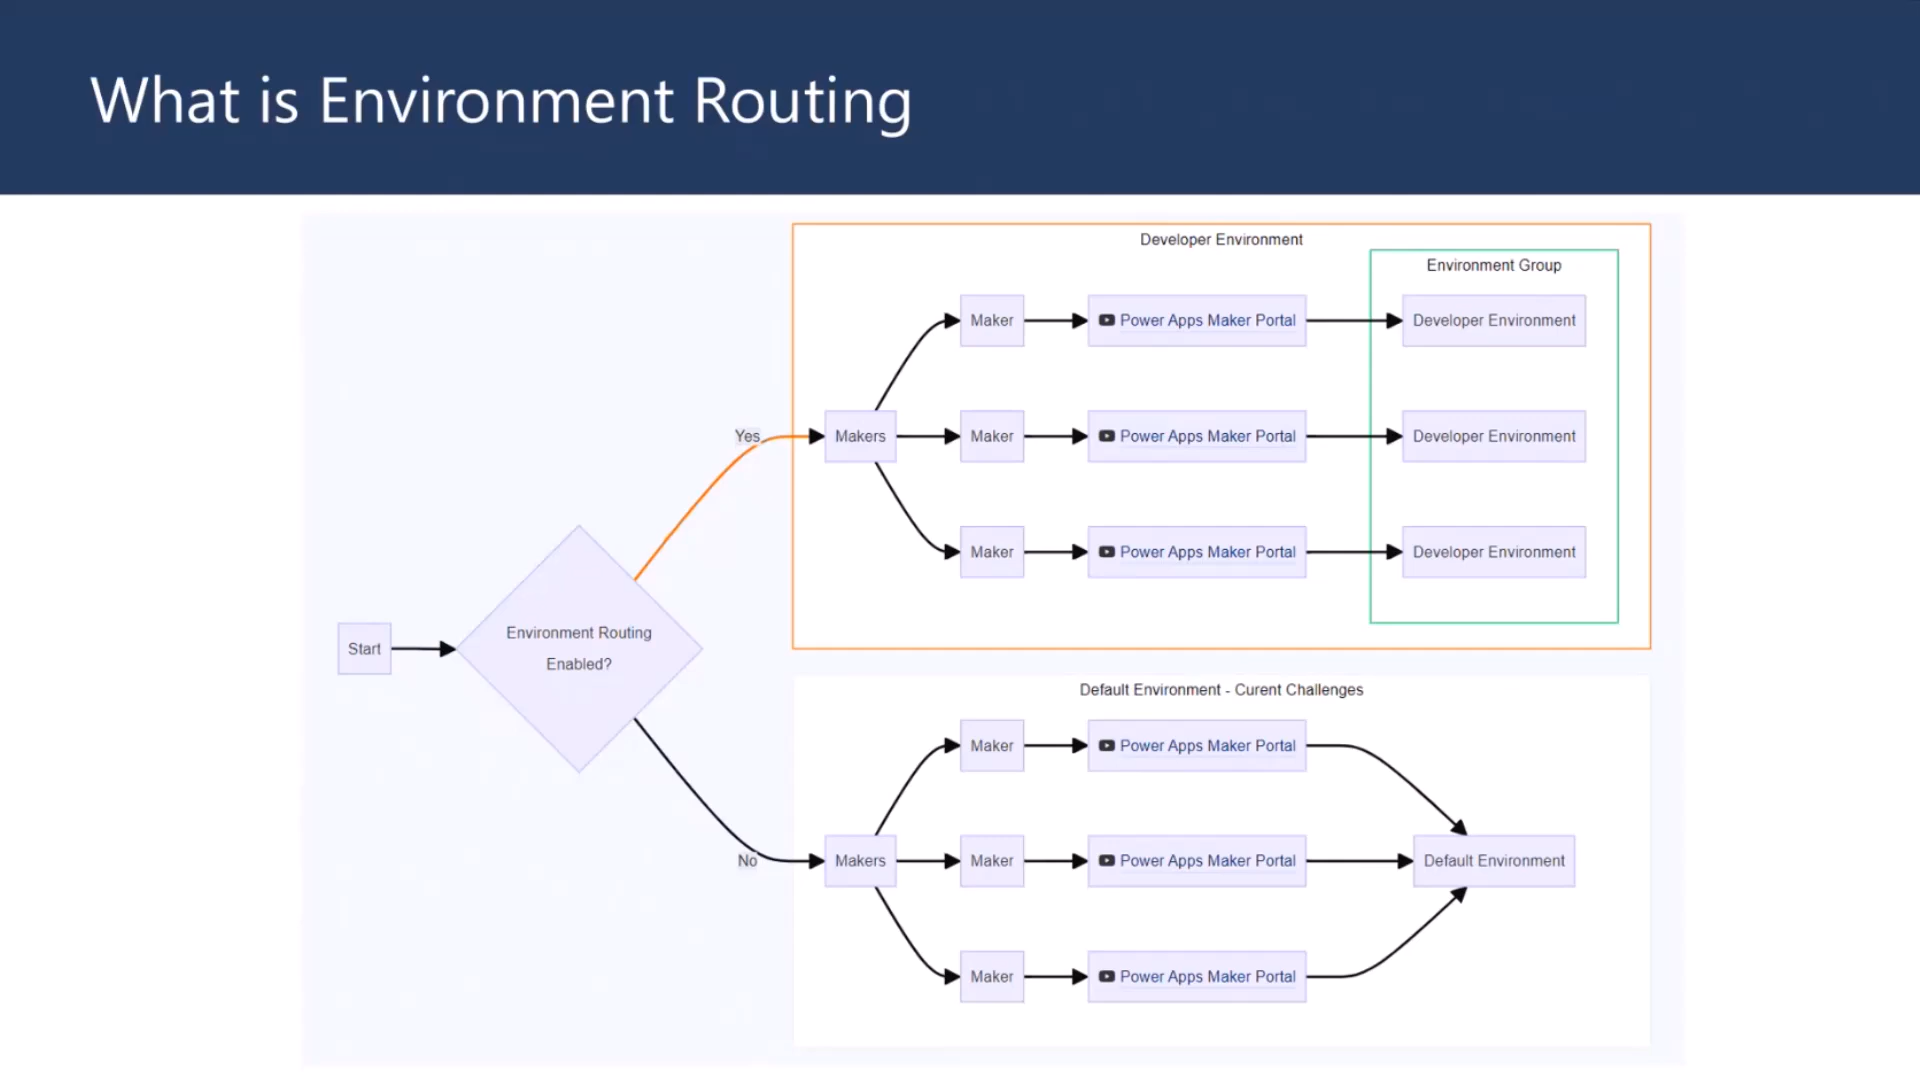 What is Environment Routing
Developer Environment
Environment Group
Maker
Power Apps Maker Portal
Developer Environment
Yes
Makers
Maker
Power Apps Maker Portal
Developer Environment
Maker
Power Apps Maker Portal
Developer Environment
Start
Environment Routing
Enabled?
Default Environment - Curent Challenges
Maker
Power Apps Maker Portal
No
Makers
Maker
Power Apps Maker Portal
Default Environment
Maker
Power Apps Maker Portal